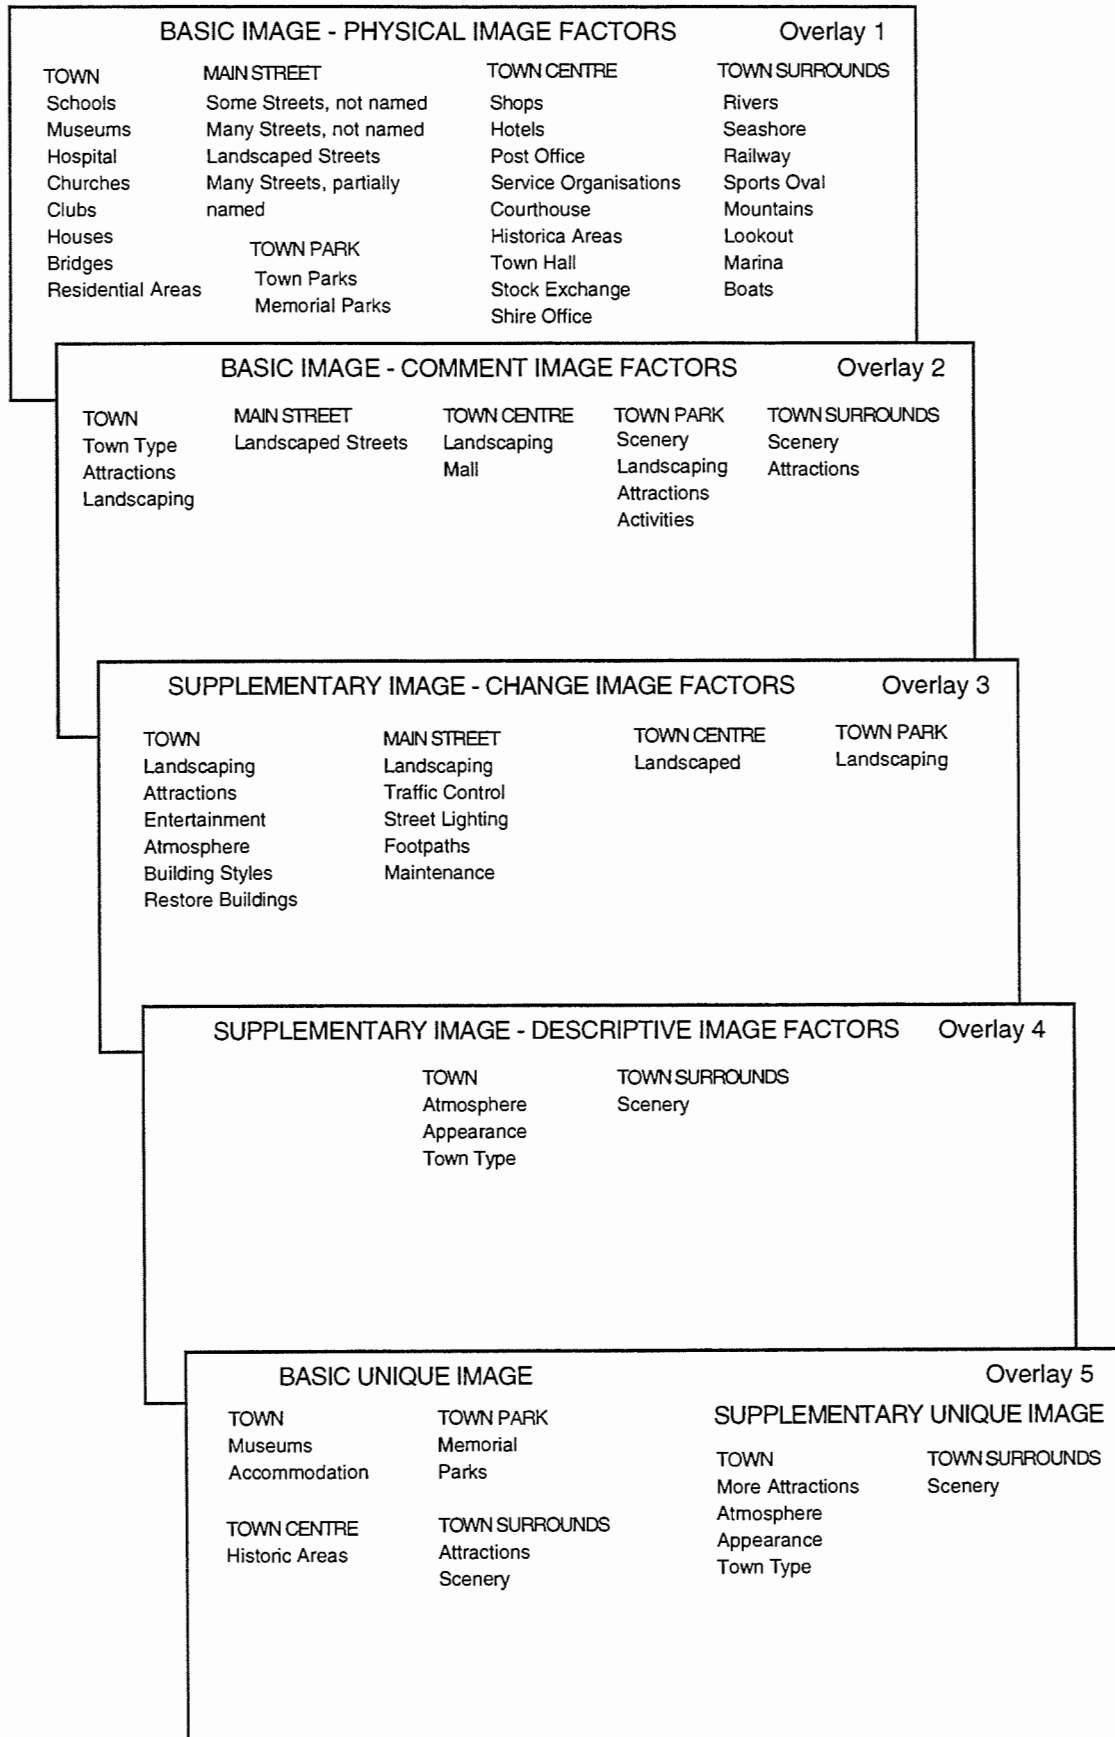 BASIC IMAGE - PHYSICAL IMAGE FACTORS Overlay 1
TOWN
Schools
Museums
Hospital
Churches
Clubs
Houses
Bridges
Residential Areas
MAIN STREET
Some Streets, not named
Many Streets, not named
Landscaped Streets
Many Streets, partially
named
TOWN PARK
Town Parks
Memorial Parks
TOWN CENTRE
Shops
Hotels
Post Office
Service Organisations
Courthouse
Historica Areas
Town Hall
Stock Exchange
Shire Office
TOWN SURROUNDS
Rivers
Seashore
Railway
Sports Oval
Mountains
Lookout
Marina
Boats
BASIC IMAGE - COMMENT IMAGE FACTORS Overlay 2
TOWN
Town Type
Attractions
Landscaping
MAIN STREET
Landscaped Streets
TOWN CENTRE
Landscaping
Mall
TOWN PARK
Scenery
Landscaping
Attractions
Activities
TOWN SURROUNDS
Scenery
Attractions
SUPPLEMENTARY IMAGE - CHANGE IMAGE FACTORS Overlay 3
TOWN
Landscaping
Attractions
Entertainment
Atmosphere
Building Styles
Restore Buildings
MAIN STREET
Landscaping
Traffic Control
Street Lighting
Footpaths
Maintenance
TOWN CENTRE
Landscaped
TOWN PARK
Landscaping
SUPPLEMENTARY IMAGE - DESCRIPTIVE IMAGE FACTORS Overlay 4
TOWN
Atmosphere
Appearance
Town Type
TOWN SURROUNDS
Scenery
BASIC UNIQUE IMAGE Overlay 5
TOWN
Museums
Accommodation
TOWN PARK
Memorial
Parks
TOWN CENTRE
Historic Areas
TOWN SURROUNDS
Attractions
Scenery
SUPPLEMENTARY UNIQUE IMAGE
TOWN
More Attractions
Atmosphere
Appearance
Town Type
TOWN SURROUNDS
Scenery